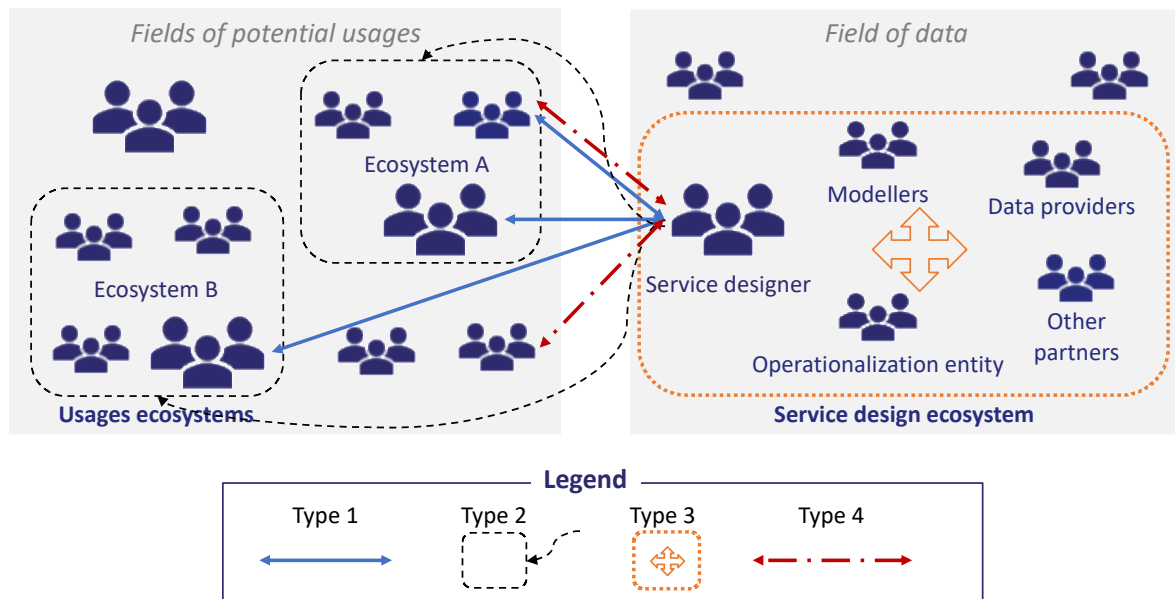 Fields of potential usages
Field of data
Ecosystem A
Modellers
Data providers
Ecosystem B
Service designer
Other
partners
Operationalization entity
Usages ecosystems
Service design ecosystem
Legend
Type 1
Type 2
Type 3
Type 4